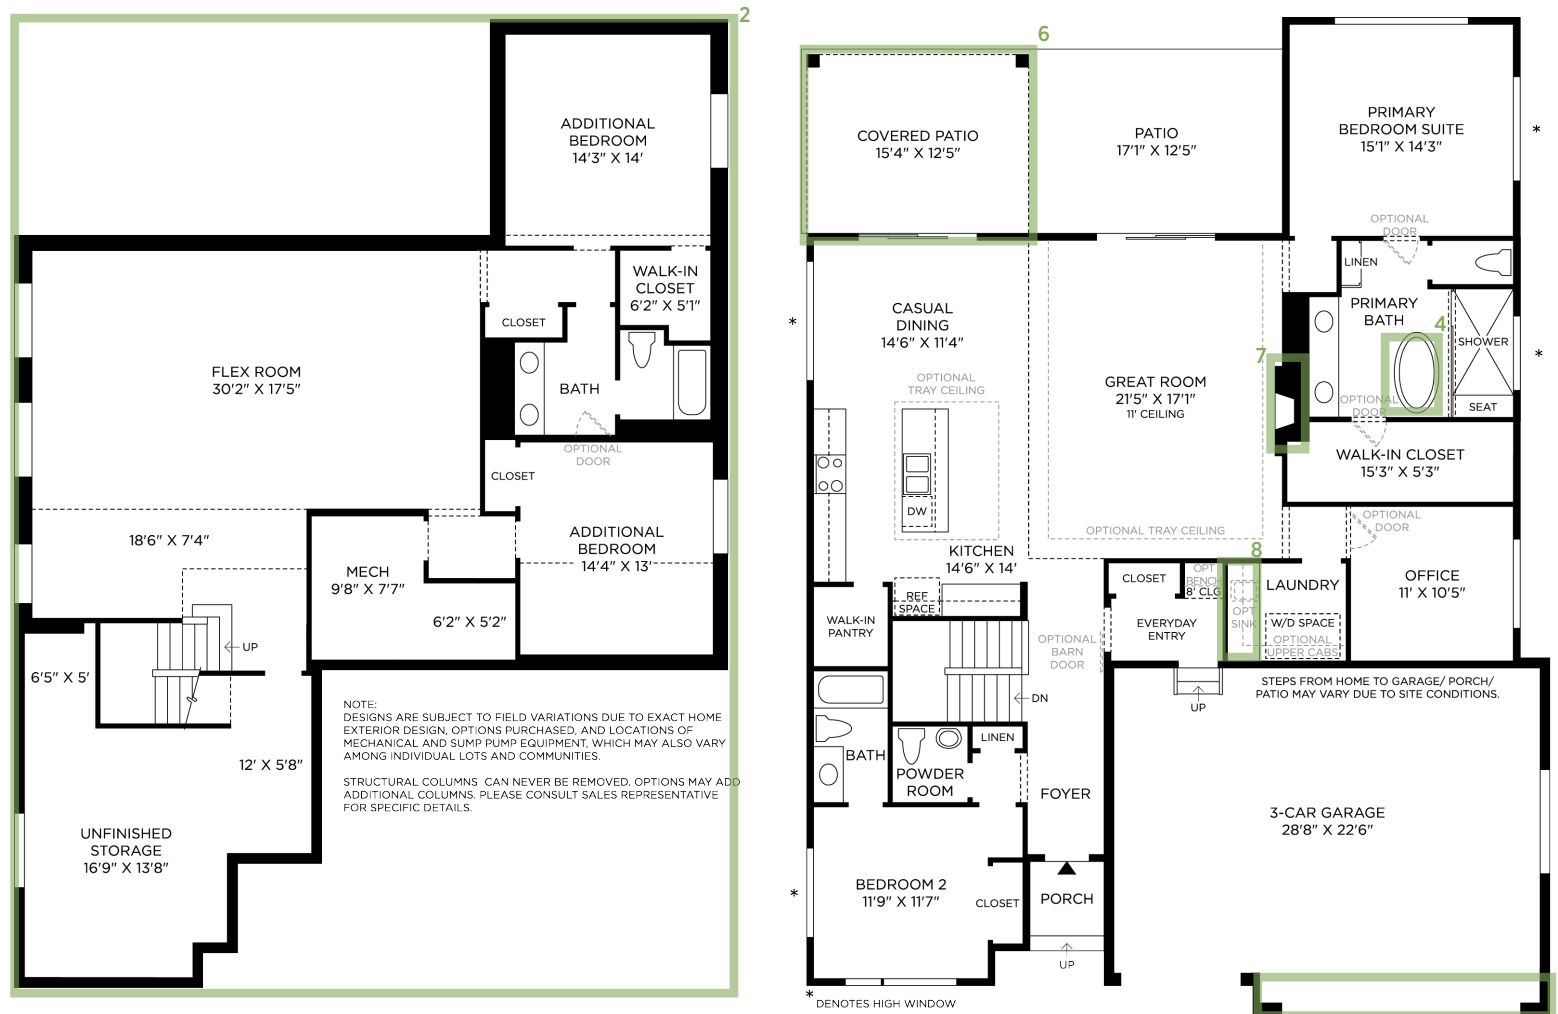 2
ADDITIONAL
BEDROOM
14'3" X 14'
WALK-IN
CLOSET
6'2" X 5'1"
CLOSET
FLEX ROOM
30'2" X 17'5"
BATH
OPTIONAL
DOOR
CLOSET
18'6" X 7'4"
ADDITIONAL
BEDROOM
14'4" X 13'
MECH
9'8" X 7'7"
6'2" X 5'2"
UP
6'5" X 5'
12' X 5'8"
UNFINISHED
STORAGE
16'9" X 13'8"
NOTE:
DESIGNS ARE SUBJECT TO FIELD VARIATIONS DUE TO EXACT HOME
EXTERIOR DESIGN, OPTIONS PURCHASED, AND LOCATIONS OF
MECHANICAL AND SUMP PUMP EQUIPMENT, WHICH MAY ALSO VARY
AMONG INDIVIDUAL LOTS AND COMMUNITIES.
STRUCTURAL COLUMNS CAN NEVER BE REMOVED. OPTIONS MAY ADD
ADDITIONAL COLUMNS. PLEASE CONSULT SALES REPRESENTATIVE
FOR SPECIFIC DETAILS.
6
COVERED PATIO
15'4" X 12'5"
PATIO
17'1" X 12'5"
PRIMARY
BEDROOM SUITE
15'1" X 14'3"
*
OPTIONAL
DOOR
LINEN
PRIMARY
BATH
4
SHOWER
*
SEAT
OPTIONAL
DOOR
7
*
CASUAL
DINING
14'6" X 11'4"
OPTIONAL
TRAY CEILING
GREAT ROOM
21'5" X 17'1"
11' CEILING
WALK-IN CLOSET
15'3" X 5'3"
DW
OPTIONAL TRAY CEILING
OPTIONAL
DOOR
KITCHEN
14'6" X 14'
8
REF
SPACE
CLOSET
OPT
BENCH
8' CLG
OPT
SINK
LAUNDRY
W/D SPACE
OPTIONAL
UPPER CABS
OFFICE
11' X 10'5"
WALK-IN
PANTRY
EVERYDAY
ENTRY
OPTIONAL
BARN
DOOR
DN
UP
STEPS FROM HOME TO GARAGE/ PORCH/
PATIO MAY VARY DUE TO SITE CONDITIONS.
BATH
LINEN
POWDER
ROOM
FOYER
3-CAR GARAGE
28'8" X 22'6"
*
BEDROOM 2
11'9" X 11'7"
CLOSET
PORCH
UP
* DENOTES HIGH WINDOW